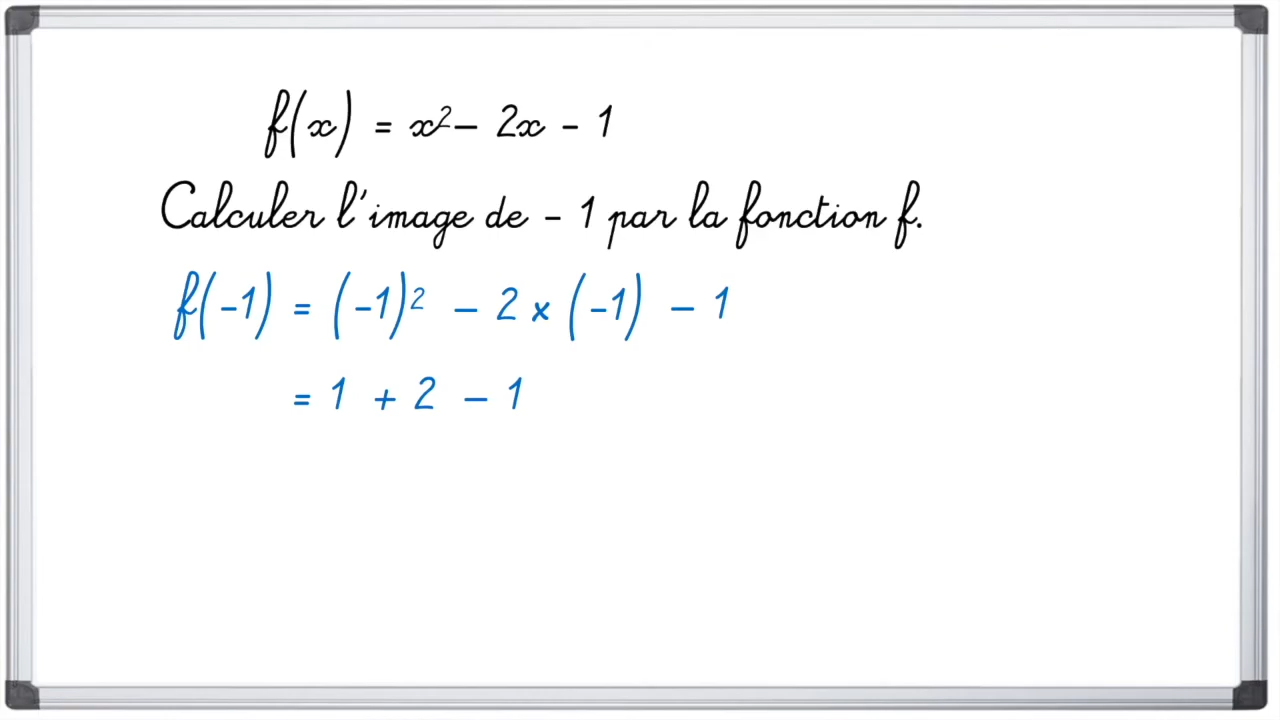 f(x) = x² – 2x – 1
Calculer l'image de – 1 par la fonction f.
f(–1) = (–1)² – 2 × (–1) – 1
= 1 + 2 – 1